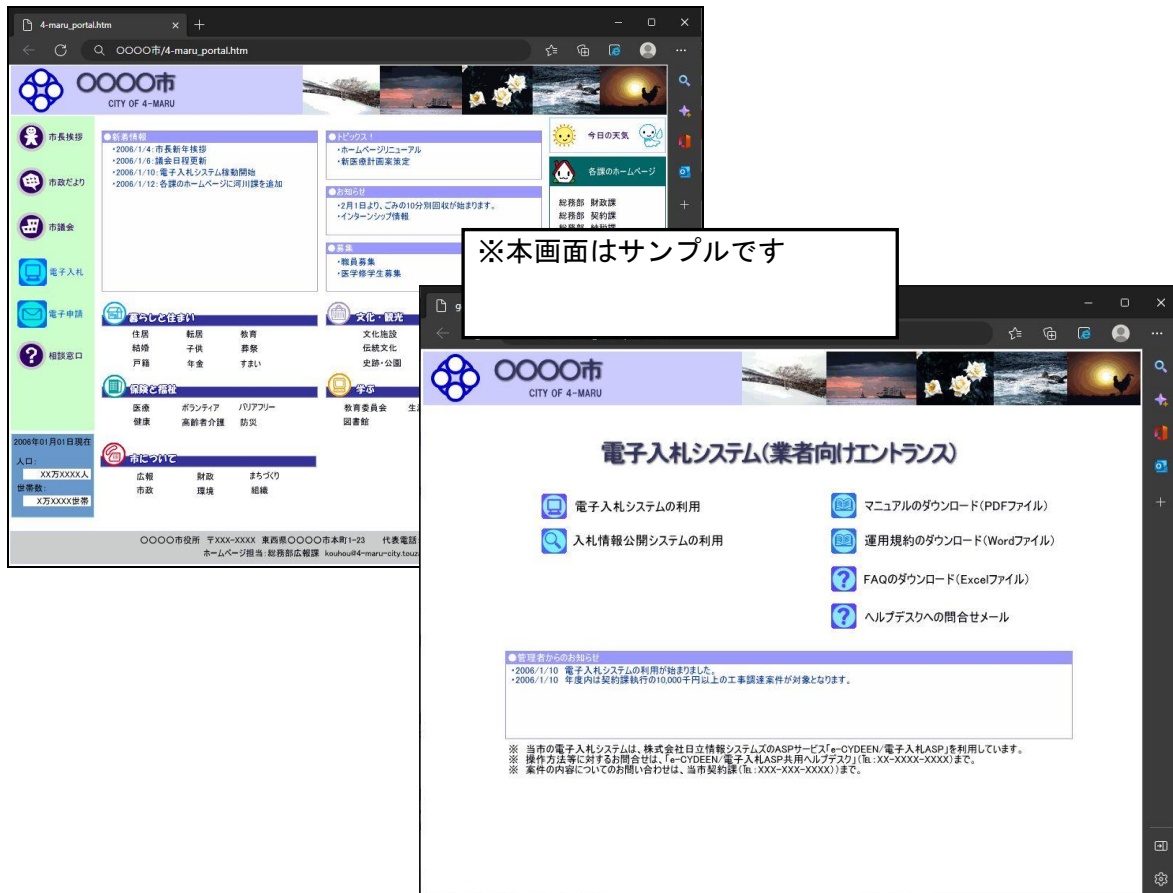 4-maru_portal.htm
〇〇〇〇市/4-maru_portal.htm
〇〇〇〇市
CITY OF 4-MARU
市長挨拶
市政だより
市議会
電子入札
電子申請
相談窓口
2006年01月01日現在
人口:
XX万XXXX人
世帯数:
X万XXXX世帯
●新着情報
・2006/1/4:市長新年挨拶
・2006/1/6:議会日程更新
・2006/1/10:電子入札システム稼動開始
・2006/1/12:各課のホームページに河川課を追加
●トピックス!
・ホームページリニューアル
・新医療計画案策定
●お知らせ
・2月1日より、ごみの10分別回収が始まります。
・インターンシップ情報
●募集
・職員募集
・医学修学生募集
今日の天気
各課のホームページ
総務部 財政課
総務部 契約課
暮らしと住まい
住居 転居 教育
結婚 子供 葬祭
戸籍 年金 すまい
文化・観光
文化施設
伝統文化
史跡・公園
保険と福祉
医療 ボランティア バリアフリー
健康 高齢者介護 防災
学ぶ
教育委員会
図書館
市について
広報 財政 まちづくり
市政 環境 組織
〇〇〇〇市役所 〒XXX-XXXX 東西県〇〇〇〇市本町1-23 代表電話
ホームページ担当:総務部広報課 kouhou@4-maru-city.touz
※本画面はサンプルです
〇〇〇〇市
CITY OF 4-MARU
電子入札システム(業者向けエントランス)
電子入札システムの利用
入札情報公開システムの利用
マニュアルのダウンロード(PDFファイル)
運用規約のダウンロード(Wordファイル)
FAQのダウンロード(Excelファイル)
ヘルプデスクへの問合せメール
●管理者からのお知らせ
・2006/1/10 電子入札システムの利用が始まりました。
・2006/1/10 年度内は契約課執行の10,000千円以上の工事調達案件が対象となります。
※ 当市の電子入札システムは、株式会社日立情報システムズのASPサービス「e-CYDEEN/電子入札ASP」を利用しています。
※ 操作方法等に対するお問合せは、「e-CYDEEN/電子入札ASP共用ヘルプデスク」(℡:XX-XXXX-XXXX)まで。
※ 案件の内容についてのお問い合わせは、当市契約課(℡:XXX-XXX-XXXX))まで。